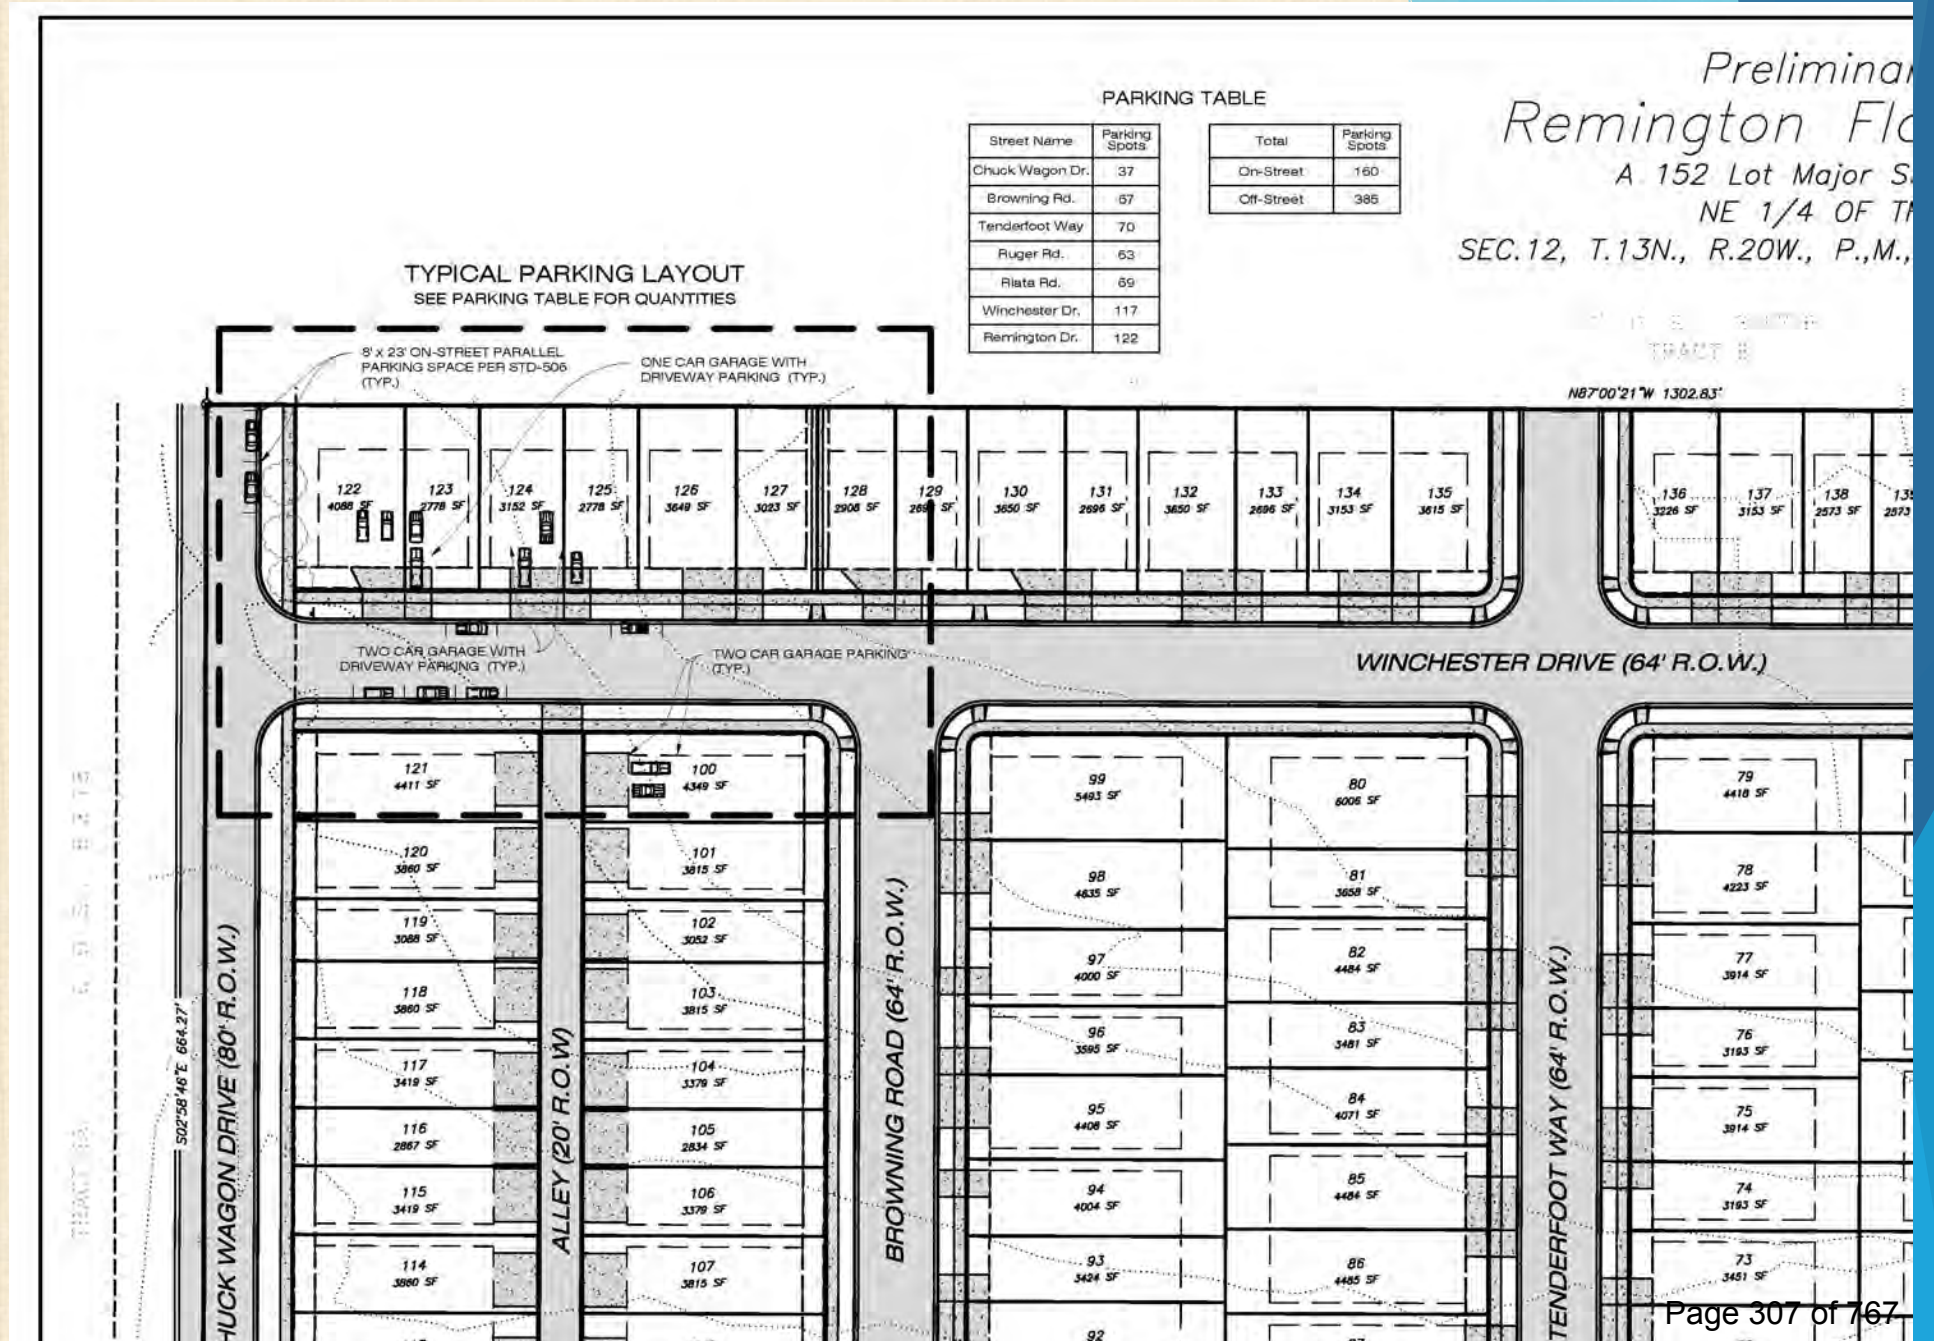 Preliminar
Remington Fl
A 152 Lot Major S
NE 1/4 OF T
SEC.12, T.13N., R.20W., P.,M.,
PARKING TABLE
Street Name Parking Spots
Chuck Wagon Dr. 37
Browning Rd. 67
Tenderfoot Way 70
Ruger Rd. 63
Riata Rd. 69
Winchester Dr. 117
Remington Dr. 122
Total Parking Spots
On-Street 160
Off-Street 385
TYPICAL PARKING LAYOUT
SEE PARKING TABLE FOR QUANTITIES
8' x 23' ON-STREET PARALLEL
PARKING SPACE PER STD-506
(TYP.)
ONE CAR GARAGE WITH
DRIVEWAY PARKING (TYP.)
TRACT
N87°00'21"W 1302.83'
122
4088 SF
123
2778 SF
124
3152 SF
125
2778 SF
126
3649 SF
127
3023 SF
128
2908 SF
129
SF
130
3650 SF
131
2696 SF
132
3650 SF
133
2696 SF
134
3153 SF
135
3615 SF
136
3226 SF
137
3153 SF
138
2573 SF
2573
TWO CAR GARAGE WITH
DRIVEWAY PARKING (TYP.)
TWO CAR GARAGE PARKING
(TYP.)
WINCHESTER DRIVE (64' R.O.W.)
121
4411 SF
100
4349 SF
99
5493 SF
80
6006 SF
79
4418 SF
120
3860 SF
101
3815 SF
98
4635 SF
81
3658 SF
78
4223 SF
119
3088 SF
102
3052 SF
97
4000 SF
82
4484 SF
77
3914 SF
118
3860 SF
103
3815 SF
96
3595 SF
83
3481 SF
76
3193 SF
117
3419 SF
104
3379 SF
95
4408 SF
84
4071 SF
75
3914 SF
116
2867 SF
105
2834 SF
115
3419 SF
106
3379 SF
94
4004 SF
85
4484 SF
74
3193 SF
114
3860 SF
107
3815 SF
93
3424 SF
86
4485 SF
73
3451 SF
92
S02°58'46"E 664.27'
HUCK WAGON DRIVE (80' R.O.W.)
ALLEY (20' R.O.W)
BROWNING ROAD (64' R.O.W.)
TENDERFOOT WAY (64' R.O.W.)
Page 307 of 767